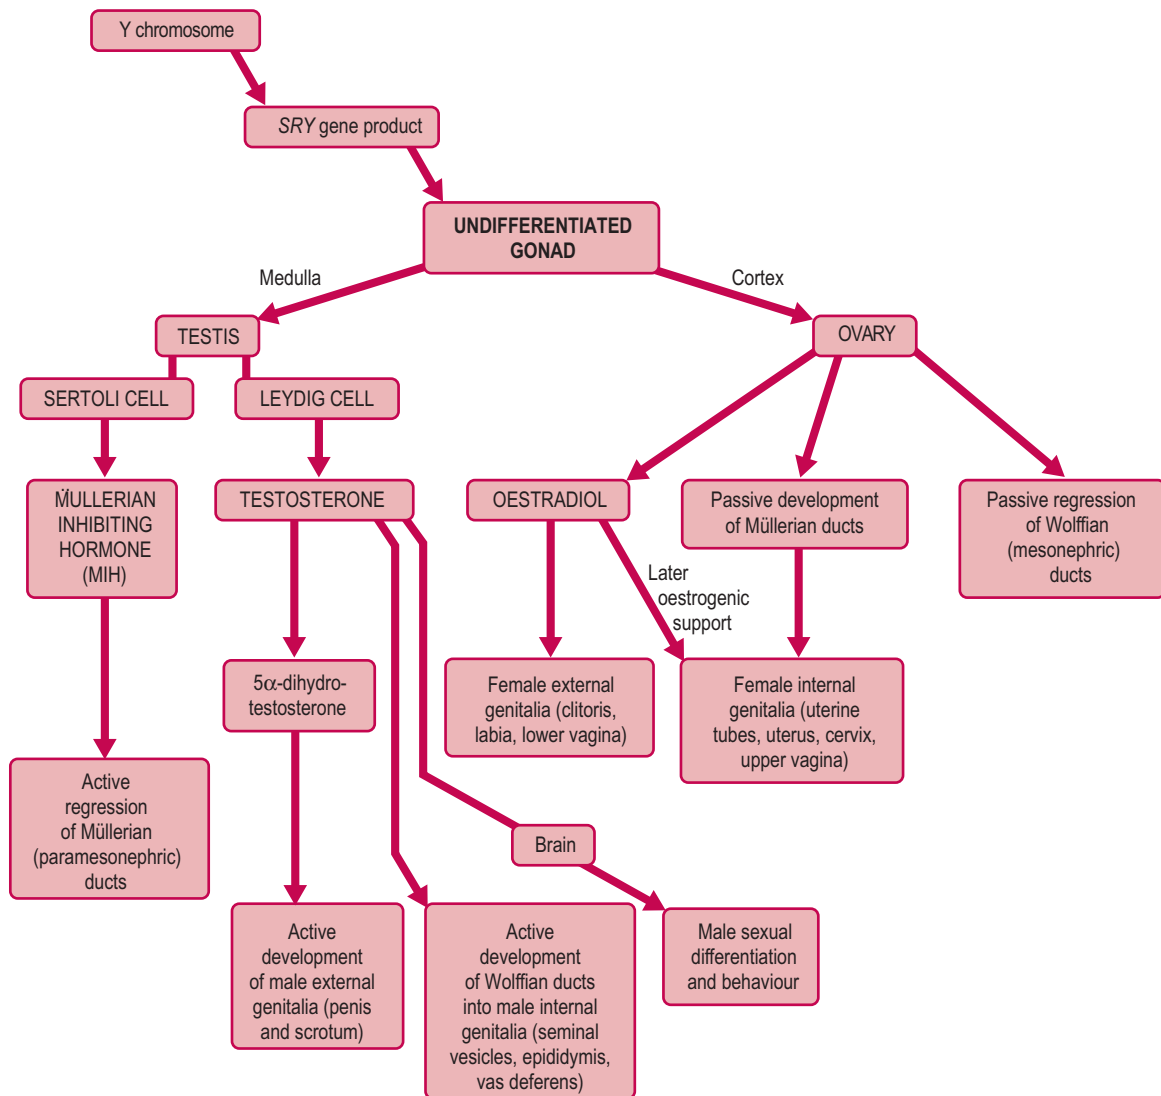 Y chromosome
SRY gene product
UNDIFFERENTIATED
GONAD
Medulla
Cortex
TESTIS
OVARY
SERTOLI CELL
LEYDIG CELL
MÜLLERIAN
INHIBITING
HORMONE
(MIH)
TESTOSTERONE
OESTRADIOL
Passive development
of Müllerian ducts
Passive regression
of Wolffian
(mesonephric)
ducts
Later
oestrogenic
support
5α-dihydro-
testosterone
Female external
genitalia (clitoris,
labia, lower vagina)
Female internal
genitalia (uterine
tubes, uterus, cervix,
upper vagina)
Active
regression
of Müllerian
(paramesonephric)
ducts
Brain
Active
development
of male external
genitalia (penis
and scrotum)
Active
development
of Wolffian ducts
into male internal
genitalia (seminal
vesicles, epididymis,
vas deferens)
Male sexual
differentiation
and behaviour